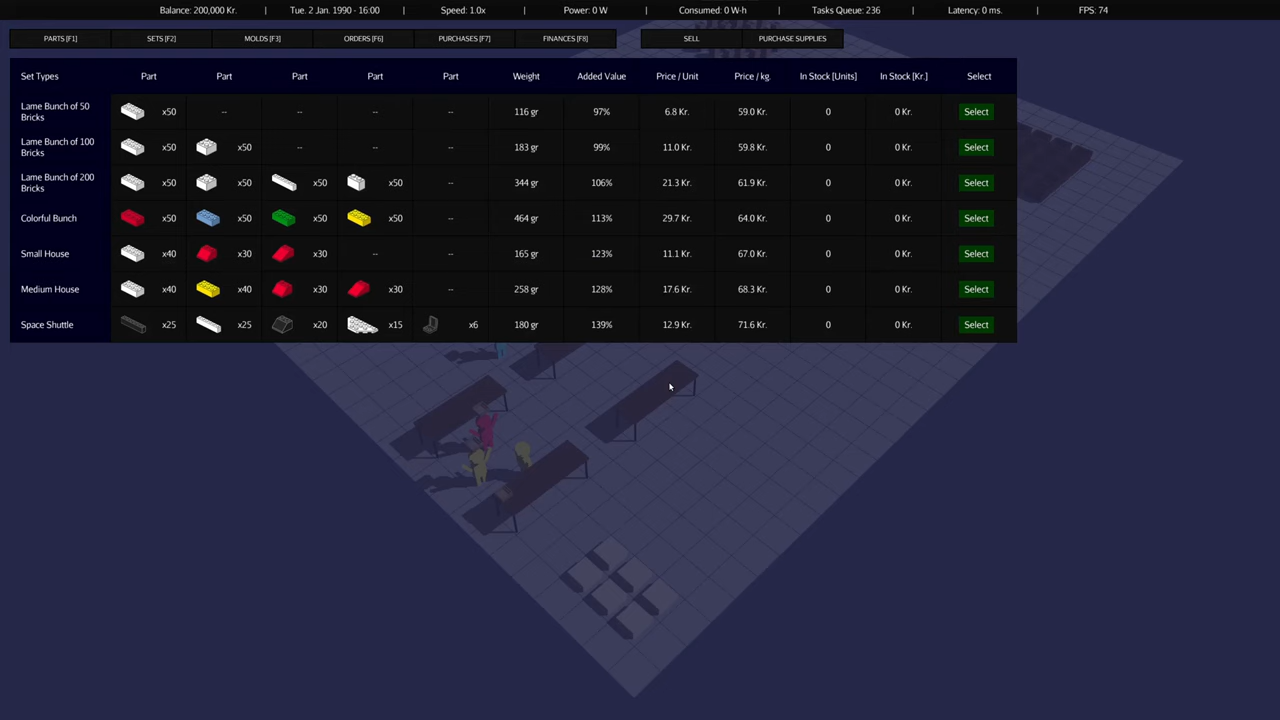 Balance: 200,000 Kr. | Tue. 2 Jan. 1990 - 16:00 | Speed: 1.0x | Power: 0 W | Consumed: 0 W-h | Tasks Queue: 236 | Latency: 0 ms. | FPS: 74
PARTS [F1] SETS [F2] MOLDS [F3] ORDERS [F6] PURCHASES [F7] FINANCES [F8] SELL PURCHASE SUPPLIES
Set Types Part Part Part Part Part Weight Added Value Price / Unit Price / kg. In Stock [Units] In Stock [Kr.] Select
Lame Bunch of 50 Bricks x50 -- -- -- -- 116 gr 97% 6.8 Kr. 59.0 Kr. 0 0 Kr. Select
Lame Bunch of 100 Bricks x50 x50 -- -- -- 183 gr 99% 11.0 Kr. 59.8 Kr. 0 0 Kr. Select
Lame Bunch of 200 Bricks x50 x50 x50 x50 -- 344 gr 106% 21.3 Kr. 61.9 Kr. 0 0 Kr. Select
Colorful Bunch x50 x50 x50 x50 -- 464 gr 113% 29.7 Kr. 64.0 Kr. 0 0 Kr. Select
Small House x40 x30 x30 -- -- 165 gr 123% 11.1 Kr. 67.0 Kr. 0 0 Kr. Select
Medium House x40 x40 x30 x30 -- 258 gr 128% 17.6 Kr. 68.3 Kr. 0 0 Kr. Select
Space Shuttle x25 x25 x20 x15 x6 180 gr 139% 12.9 Kr. 71.6 Kr. 0 0 Kr. Select